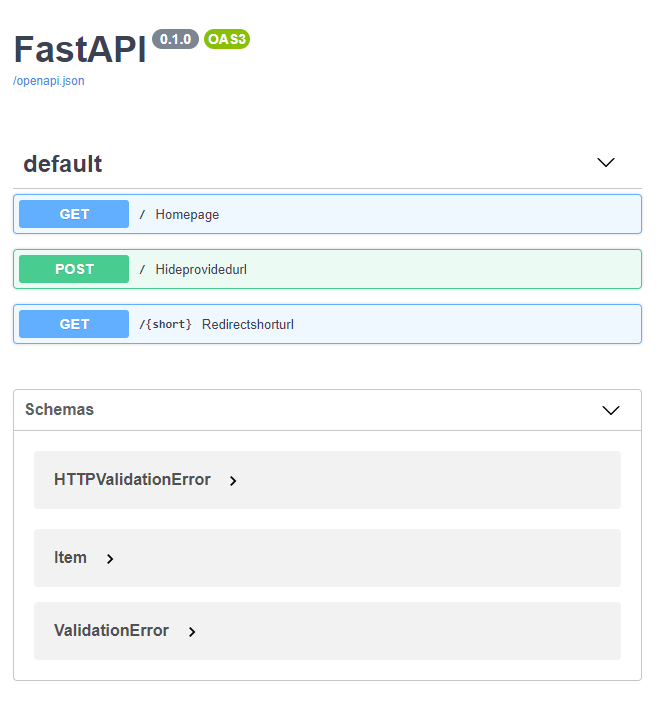 FastAPI 0.1.0 OAS3
/openapi.json
default
GET / Homepage
POST / Hideprovidedurl
GET /{short} Redirectshorturl
Schemas
HTTPValidationError
Item
ValidationError